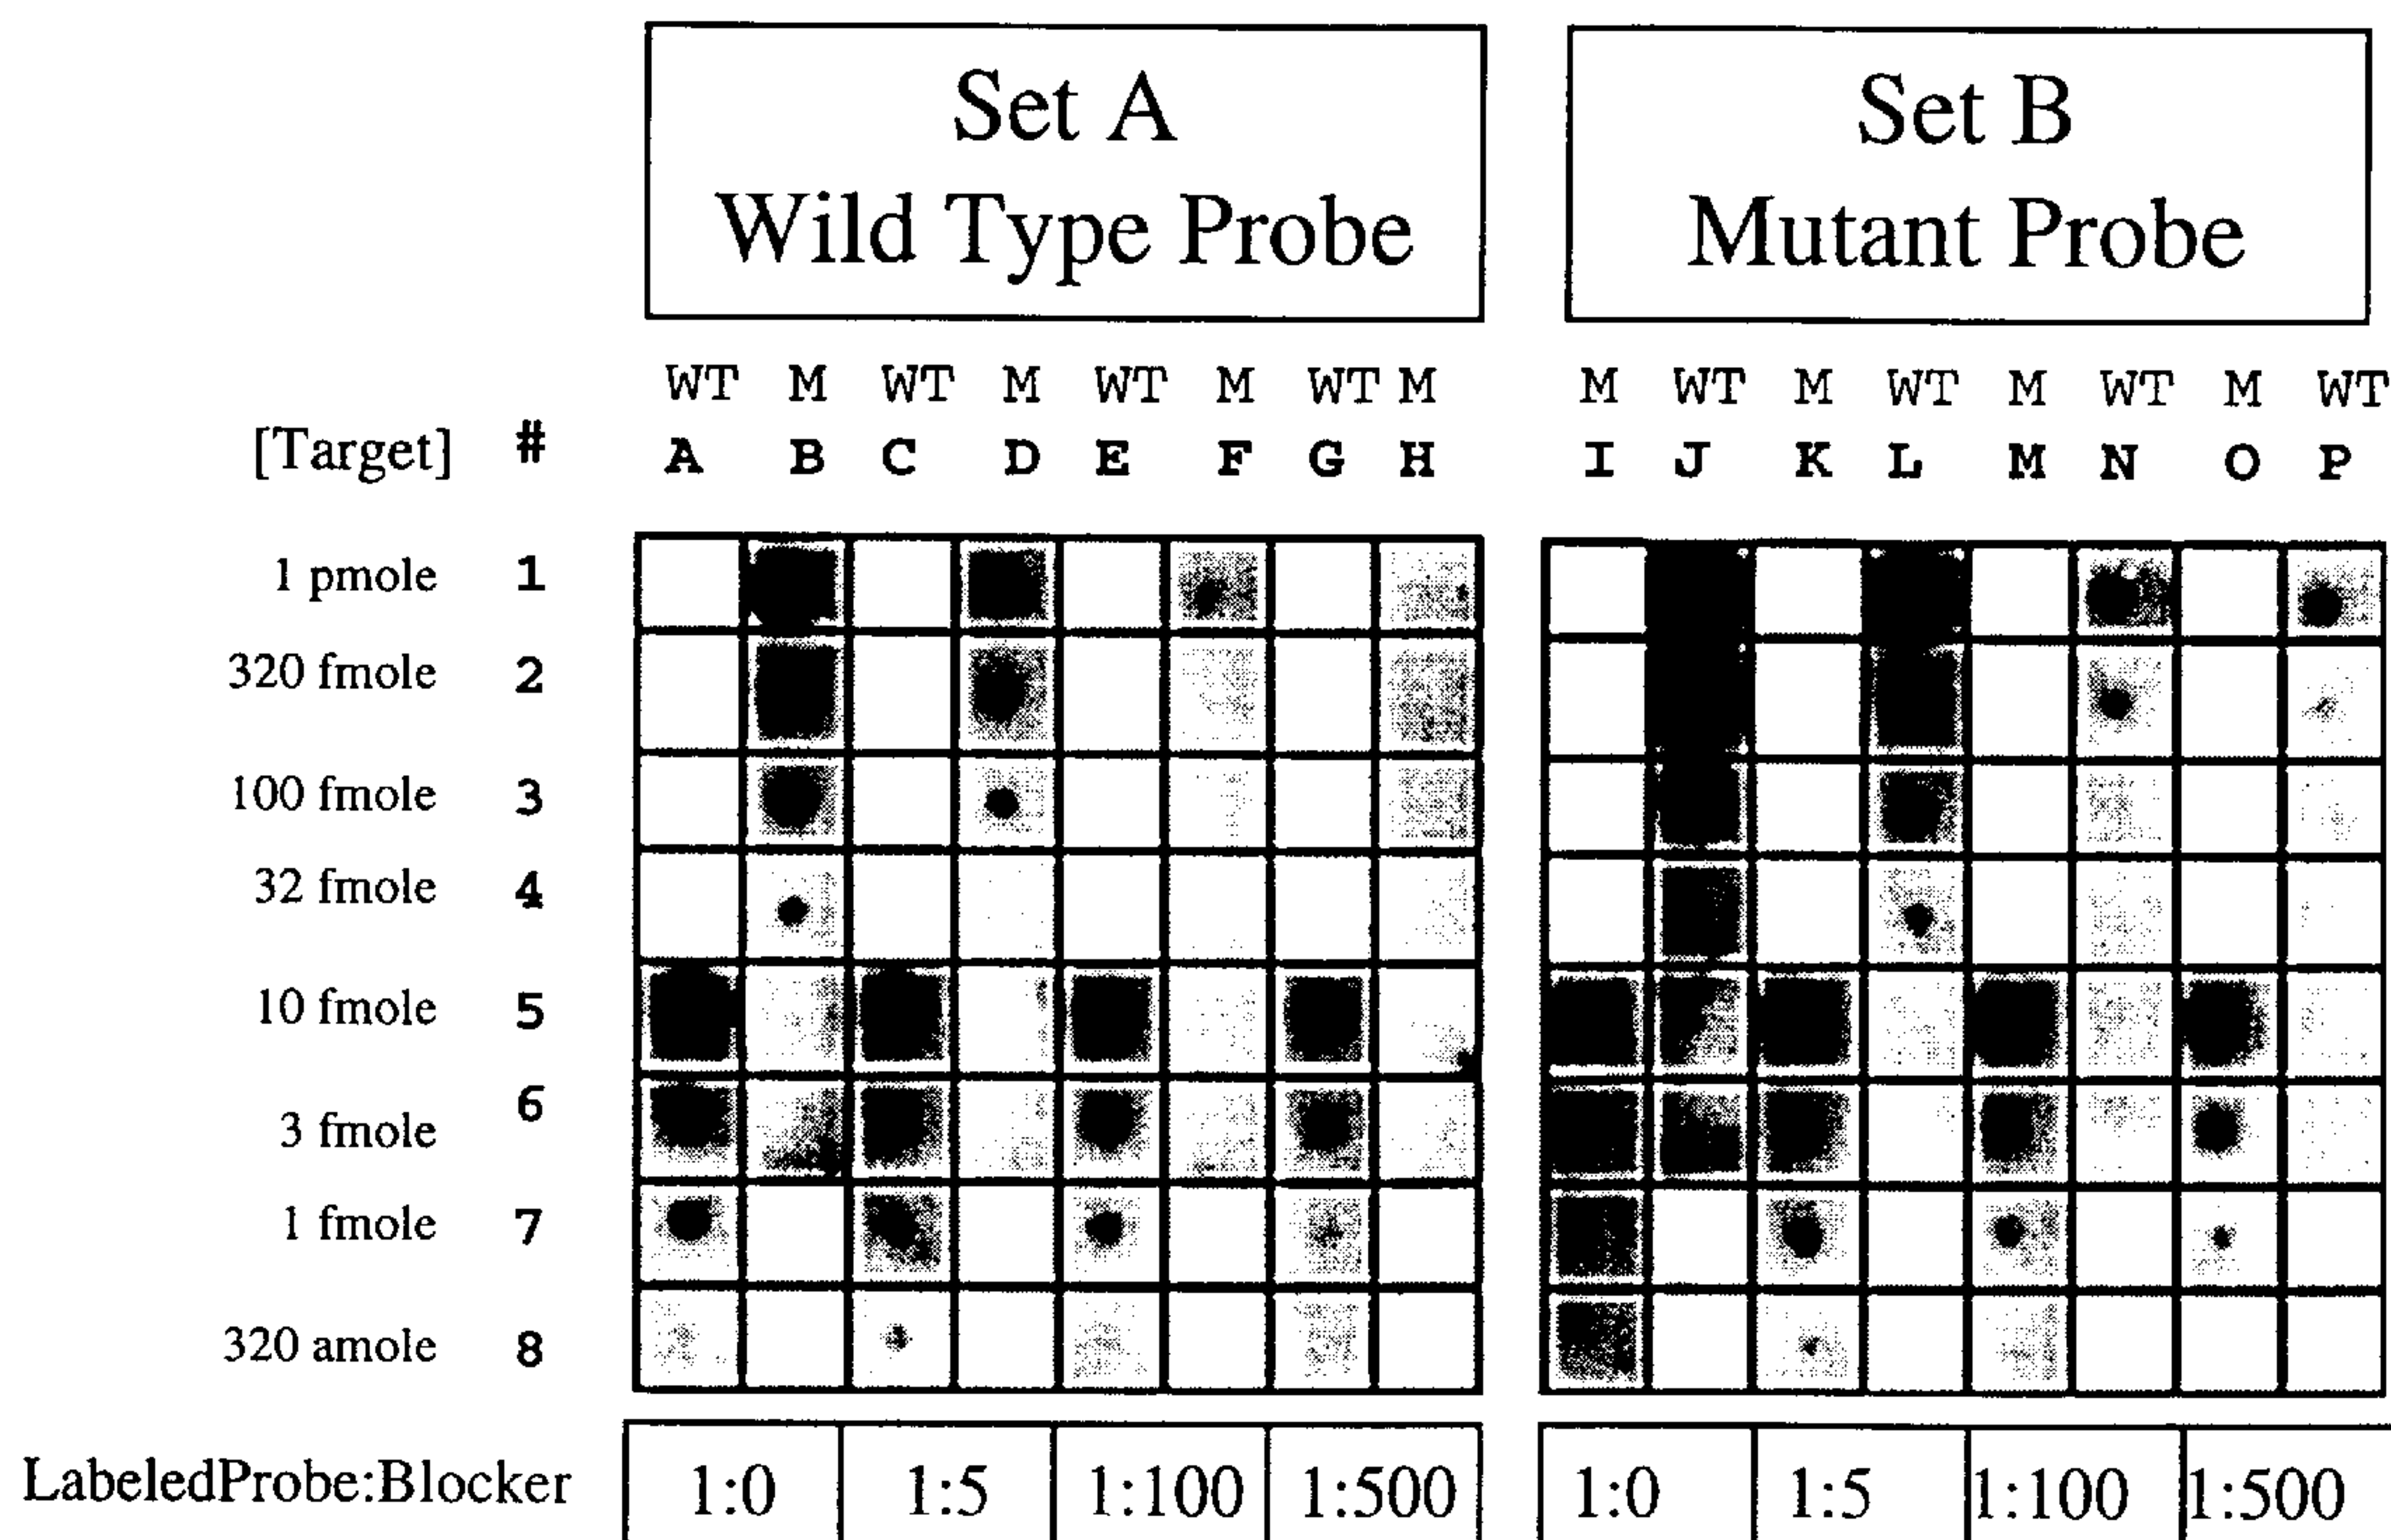 Set A
Wild Type Probe
Set B
Mutant Probe
WT M WT M WT M WT M M WT M WT M WT M WT
[Target] # A B C D E F G H I J K L M N O P
1 pmole 1
320 fmole 2
100 fmole 3
32 fmole 4
10 fmole 5
3 fmole 6
1 fmole 7
320 amole 8
LabeledProbe:Blocker 1:0 1:5 1:100 1:500 1:0 1:5 1:100 1:500